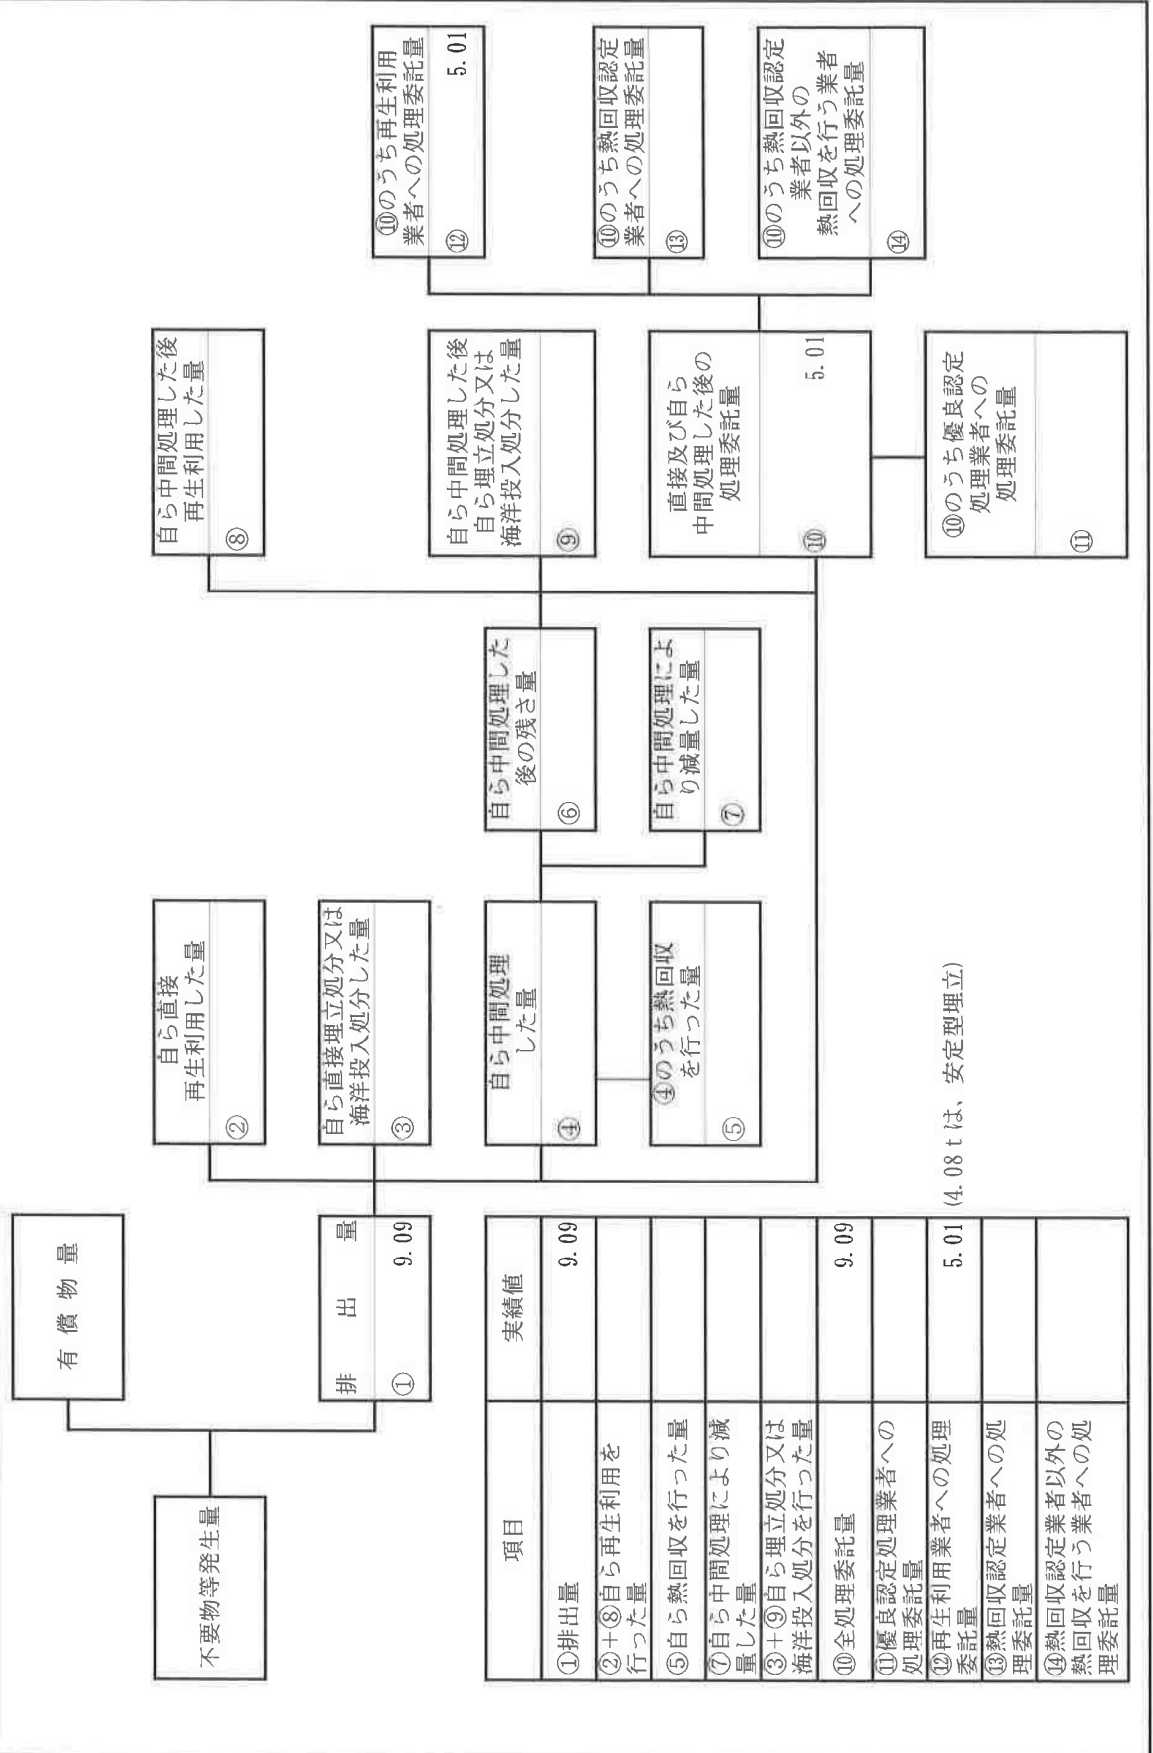 有償物量
不要物等発生量
排出量
① 9.09
自ら直接
再生利用した量
②
自ら直接埋立処分又は
海洋投入処分した量
③
自ら中間処理
した量
④
④のうち熱回収
を行った量
⑤
自ら中間処理した
後の残さ量
⑥
自ら中間処理によ
り減量した量
⑦
自ら中間処理した後
再生利用した量
⑧
自ら中間処理した後
自ら埋立処分又は
海洋投入処分した量
⑨
直接及び自ら
中間処理した後の
処理委託量
⑩ 5.01
⑩のうち優良認定
処理業者への
処理委託量
⑪
⑩のうち再生利用
業者への処理委託量
⑫ 5.01
⑩のうち熱回収認定
業者への処理委託量
⑬
⑩のうち熱回収認定
業者以外の
熱回収を行う業者
への処理委託量
⑭
項目 実績値
①排出量 9.09
②+⑧自ら再生利用を
行った量
⑤自ら熱回収を行った量
⑦自ら中間処理により減
量した量
③+⑨自ら埋立処分又は
海洋投入処分を行った量
⑩全処理委託量 9.09
⑪優良認定処理業者への
処理委託量
⑫再生利用業者への処理
委託量 5.01 (4.08tは、安定型埋立)
⑬熱回収認定業者への処
理委託量
⑭熱回収認定業者以外の
熱回収を行う業者への処
理委託量